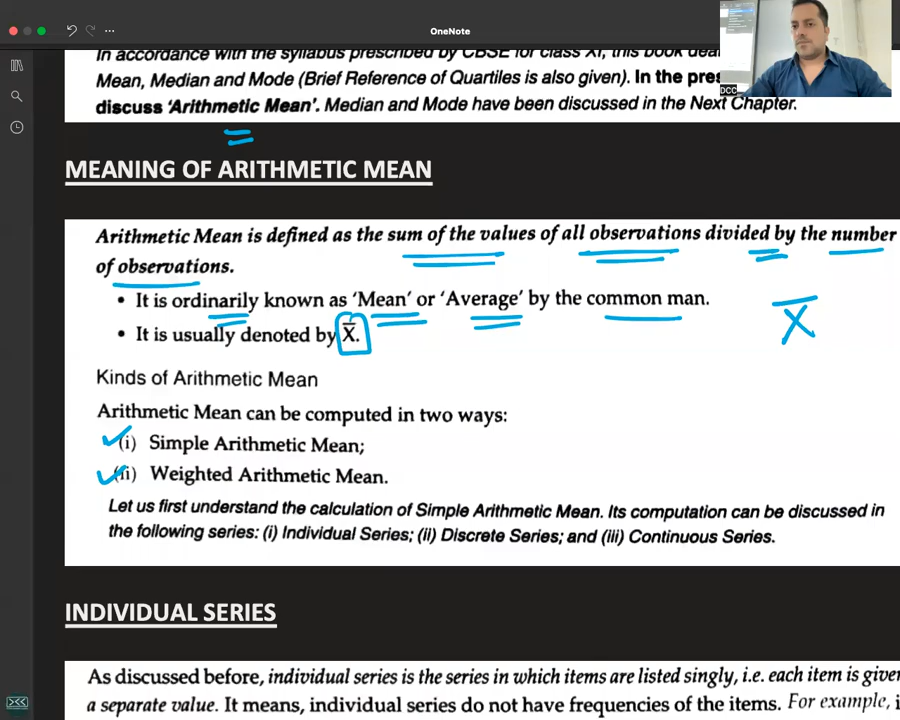 OneNote
In accordance with the syllabus prescribed by CBSE for class XI, this book
Mean, Median and Mode (Brief Reference of Quartiles is also given). In the
discuss 'Arithmetic Mean'. Median and Mode have been discussed in the Next Chapter.
DCC
MEANING OF ARITHMETIC MEAN
Arithmetic Mean is defined as the sum of the values of all observations divided by the number
of observations.
• It is ordinarily known as 'Mean' or 'Average' by the common man.
• It is usually denoted by X̅.
X̅
Kinds of Arithmetic Mean
Arithmetic Mean can be computed in two ways:
(i) Simple Arithmetic Mean;
(ii) Weighted Arithmetic Mean.
Let us first understand the calculation of Simple Arithmetic Mean. Its computation can be discussed in
the following series: (i) Individual Series; (ii) Discrete Series; and (iii) Continuous Series.
INDIVIDUAL SERIES
As discussed before, individual series is the series in which items are listed singly, i.e. each item is
a separate value. It means, individual series do not have frequencies of the items. For example,